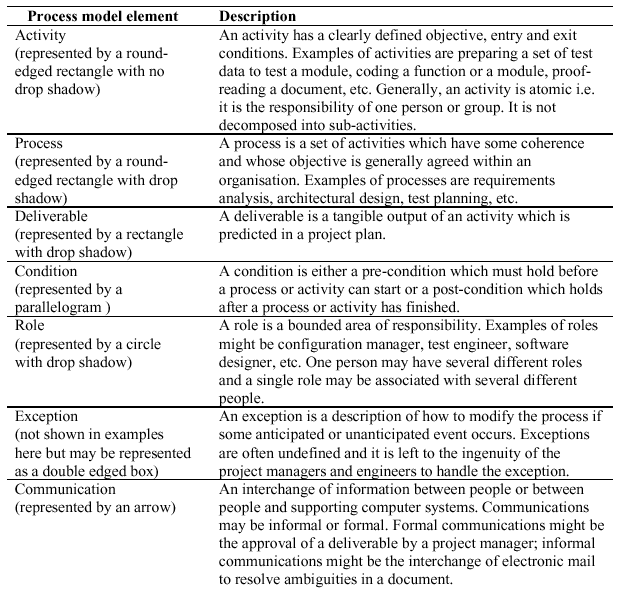 Process model element Description
Activity An activity has a clearly defined objective, entry and exit
(represented by a round- conditions. Examples of activities are preparing a set of test
edged rectangle with no data to test a module, coding a function or a module, proof-
drop shadow) reading a document, etc. Generally, an activity is atomic i.e.
it is the responsibility of one person or group. It is not
decomposed into sub-activities.
Process A process is a set of activities which have some coherence
(represented by a round- and whose objective is generally agreed within an
edged rectangle with drop organisation. Examples of processes are requirements
shadow) analysis, architectural design, test planning, etc.
Deliverable A deliverable is a tangible output of an activity which is
(represented by a rectangle predicted in a project plan.
with drop shadow)
Condition A condition is either a pre-condition which must hold before
(represented by a a process or activity can start or a post-condition which holds
parallelogram ) after a process or activity has finished.
Role A role is a bounded area of responsibility. Examples of roles
(represented by a circle might be configuration manager, test engineer, software
with drop shadow) designer, etc. One person may have several different roles
and a single role may be associated with several different
people.
Exception An exception is a description of how to modify the process if
(not shown in examples some anticipated or unanticipated event occurs. Exceptions
here but may be represented are often undefined and it is left to the ingenuity of the
as a double edged box) project managers and engineers to handle the exception.
Communication An interchange of information between people or between
(represented by an arrow) people and supporting computer systems. Communications
may be informal or formal. Formal communications might be
the approval of a deliverable by a project manager; informal
communications might be the interchange of electronic mail
to resolve ambiguities in a document.